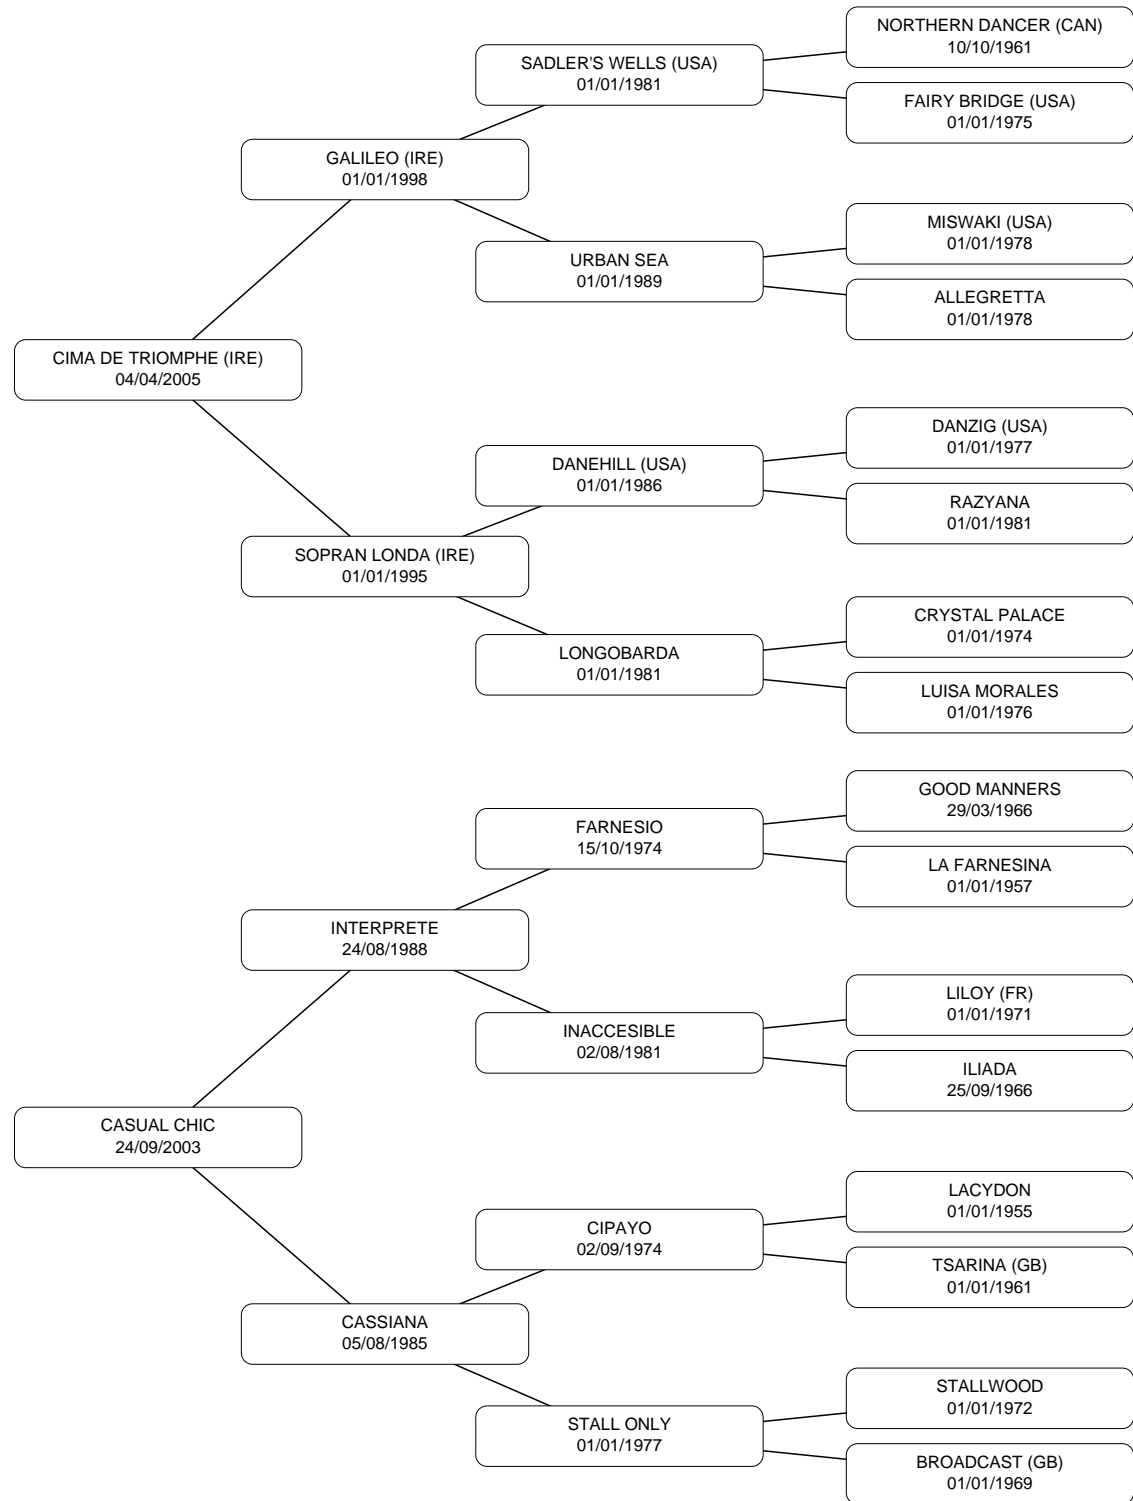 NORTHERN DANCER (CAN)
10/10/1961
SADLER'S WELLS (USA)
01/01/1981
FAIRY BRIDGE (USA)
01/01/1975
GALILEO (IRE)
01/01/1998
MISWAKI (USA)
01/01/1978
URBAN SEA
01/01/1989
ALLEGRETTA
01/01/1978
CIMA DE TRIOMPHE (IRE)
04/04/2005
DANZIG (USA)
01/01/1977
DANEHILL (USA)
01/01/1986
RAZYANA
01/01/1981
SOPRAN LONDA (IRE)
01/01/1995
CRYSTAL PALACE
01/01/1974
LONGOBARDA
01/01/1981
LUISA MORALES
01/01/1976
GOOD MANNERS
29/03/1966
FARNESIO
15/10/1974
LA FARNESINA
01/01/1957
INTERPRETE
24/08/1988
LILOY (FR)
01/01/1971
INACCESIBLE
02/08/1981
ILIADA
25/09/1966
CASUAL CHIC
24/09/2003
LACYDON
01/01/1955
CIPAYO
02/09/1974
TSARINA (GB)
01/01/1961
CASSIANA
05/08/1985
STALLWOOD
01/01/1972
STALL ONLY
01/01/1977
BROADCAST (GB)
01/01/1969